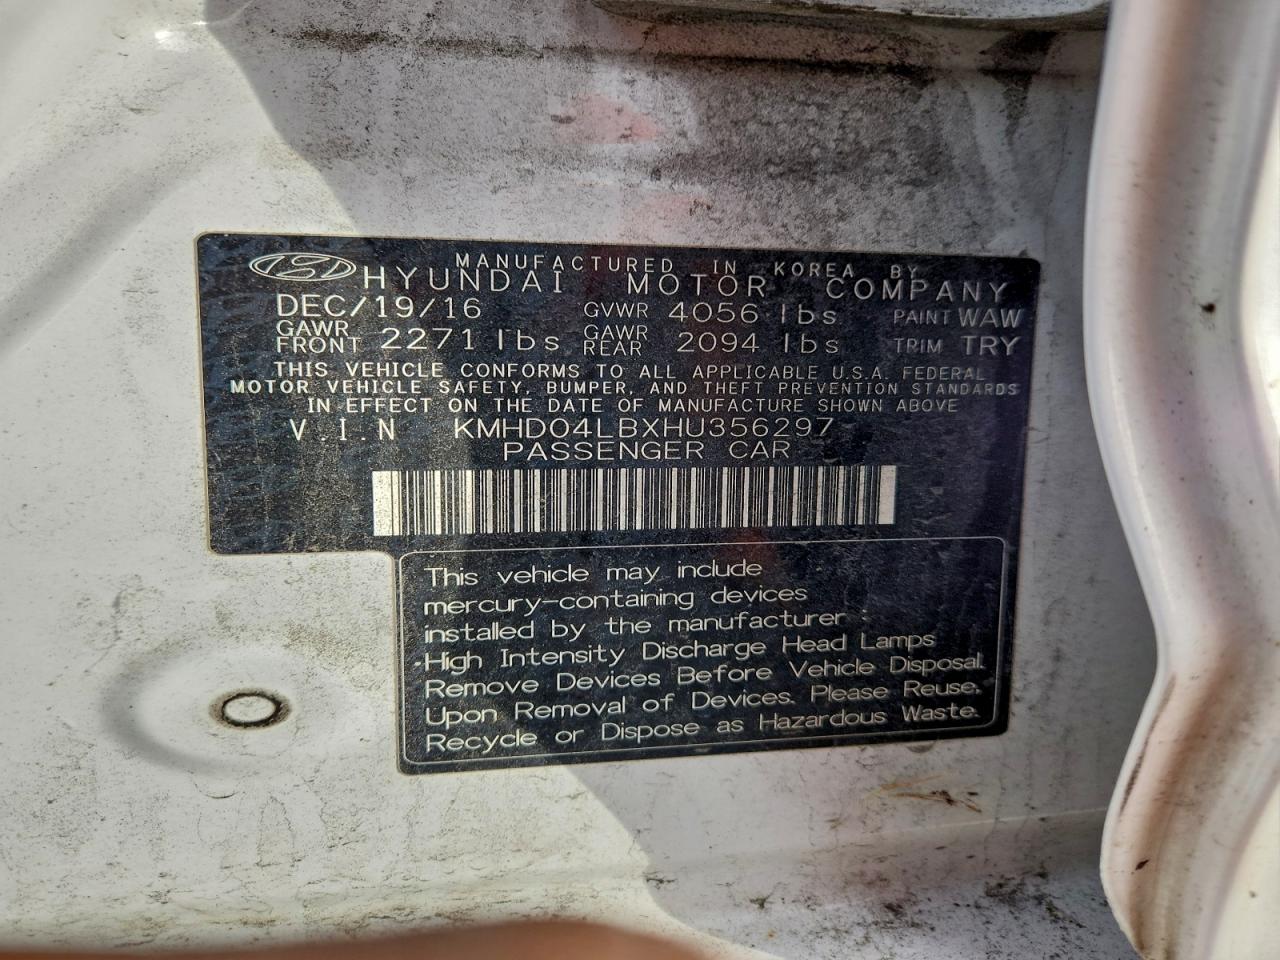 MANUFACTURED IN KOREA BY
HYUNDAI MOTOR COMPANY
DEC/19/16 GVWR 4056 lbs PAINT WAW
GAWR FRONT 2271 lbs GAWR REAR 2094 lbs TRIM TRY
THIS VEHICLE CONFORMS TO ALL APPLICABLE U.S.A. FEDERAL
MOTOR VEHICLE SAFETY, BUMPER, AND THEFT PREVENTION STANDARDS
IN EFFECT ON THE DATE OF MANUFACTURE SHOWN ABOVE
V.I.N KMHD04LBXHU356297
PASSENGER CAR
This vehicle may include
mercury-containing devices
installed by the manufacturer :
·High Intensity Discharge Head Lamps
Remove Devices Before Vehicle Disposal.
Upon Removal of Devices. Please Reuse.
Recycle or Dispose as Hazardous Waste.